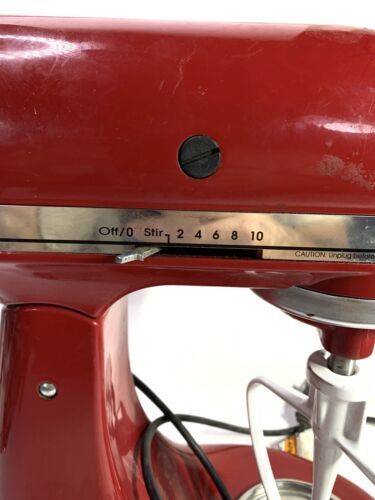 Off/0 Stir 2 4 6 8 10
CAUTION: Unplug before